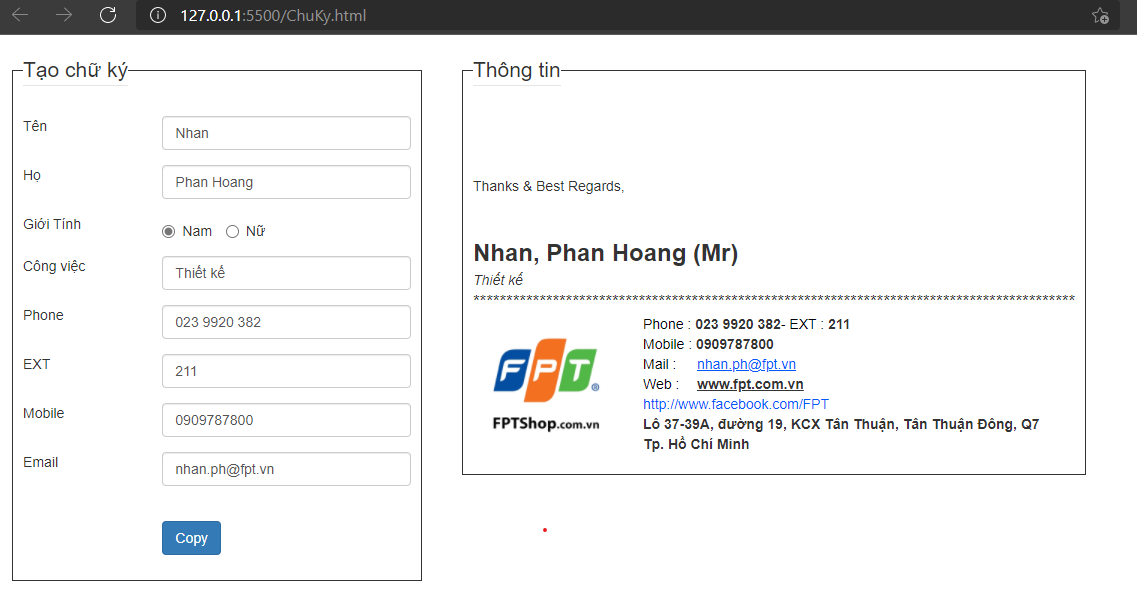 127.0.0.1:5500/ChuKy.html
Tạo chữ ký
Tên
Nhan
Họ
Phan Hoang
Giới Tính
Nam
Nữ
Công việc
Thiết kế
Phone
023 9920 382
EXT
211
Mobile
0909787800
Email
nhan.ph@fpt.vn
Copy
Thông tin
Thanks & Best Regards,
Nhan, Phan Hoang (Mr)
Thiết kế
*******************************************************************************************
FPT®
FPTShop.com.vn
Phone : 023 9920 382- EXT : 211
Mobile : 0909787800
Mail : nhan.ph@fpt.vn
Web : www.fpt.com.vn
http://www.facebook.com/FPT
Lô 37-39A, đường 19, KCX Tân Thuận, Tân Thuận Đông, Q7
Tp. Hồ Chí Minh